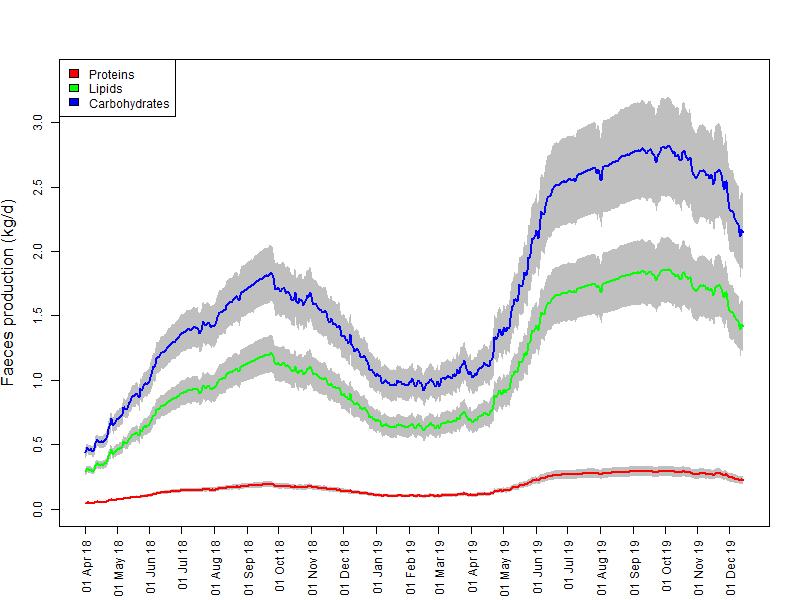 Proteins
Lipids
Carbohydrates
Faeces production (kg/d)
3.0
2.5
2.0
1.5
1.0
0.5
0.0
01 Apr 18
01 May 18
01 Jun 18
01 Jul 18
01 Aug 18
01 Sep 18
01 Oct 18
01 Nov 18
01 Dec 18
01 Jan 19
01 Feb 19
01 Mar 19
01 Apr 19
01 May 19
01 Jun 19
01 Jul 19
01 Aug 19
01 Sep 19
01 Oct 19
01 Nov 19
01 Dec 19